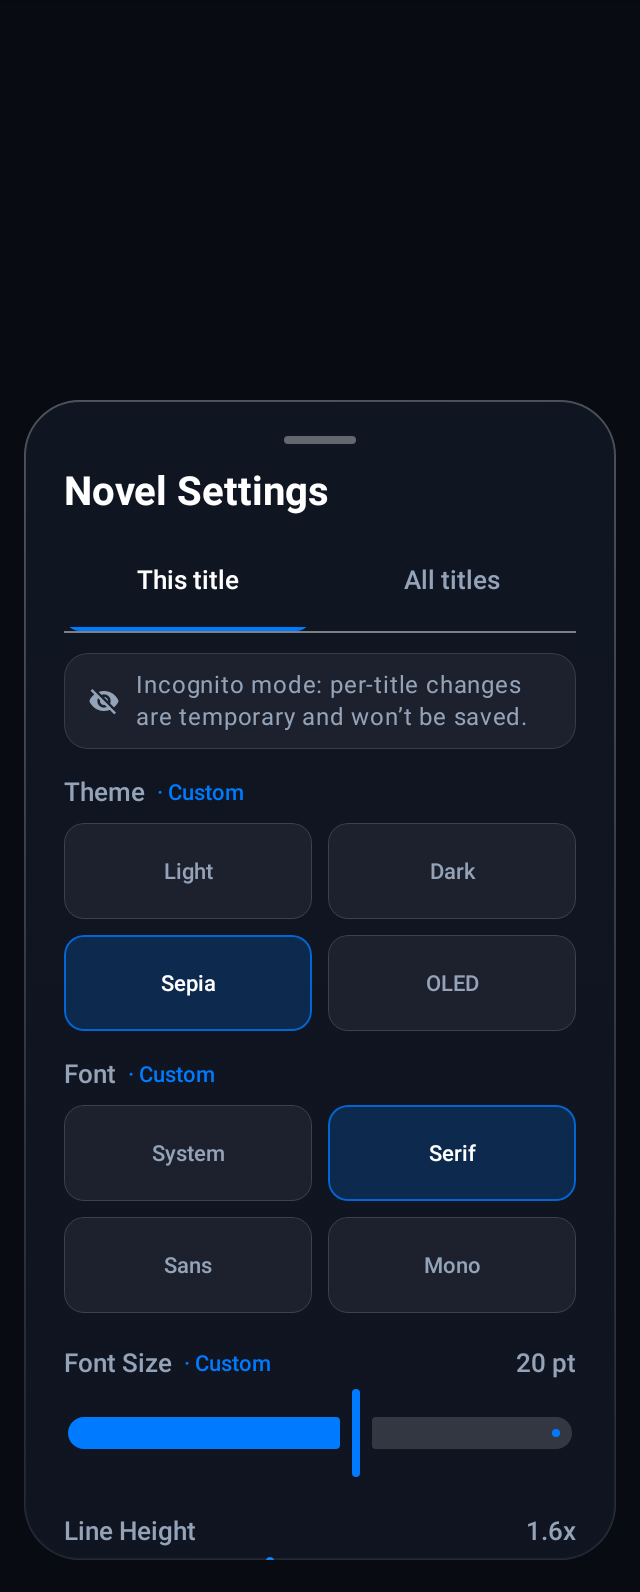 Novel Settings
This title
All titles
Incognito mode: per-title changes
are temporary and won’t be saved.
Theme · Custom
Light
Dark
Sepia
OLED
Font · Custom
System
Serif
Sans
Mono
Font Size · Custom
20 pt
Line Height
1.6x